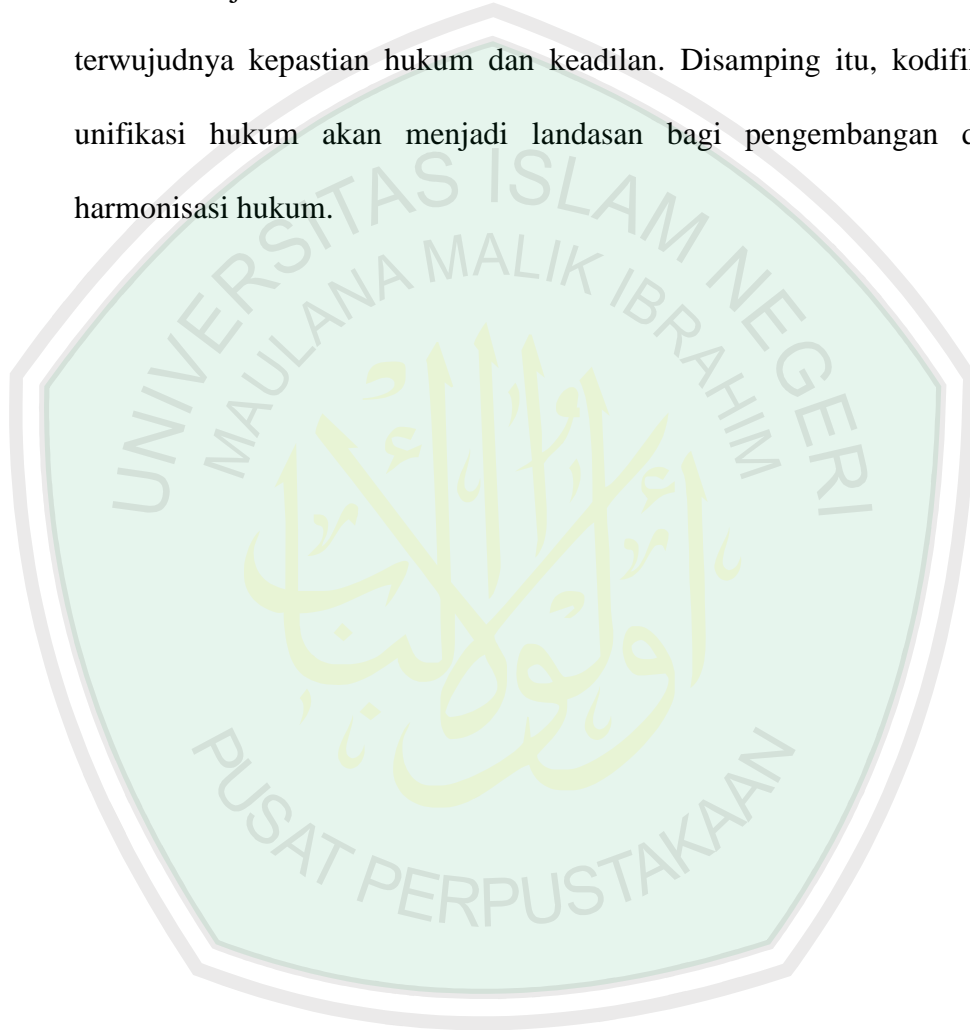 terwujudnya kepastian hukum dan keadilan. Disamping itu,
unifikasi hukum akan menjadi landasan bagi pengembangan
harmonisasi hukum.
UNIVERSITAS ISLAM NEGERI
MAULANA MALIK IBRAHIM
PUSAT PERPUSTAKAAN